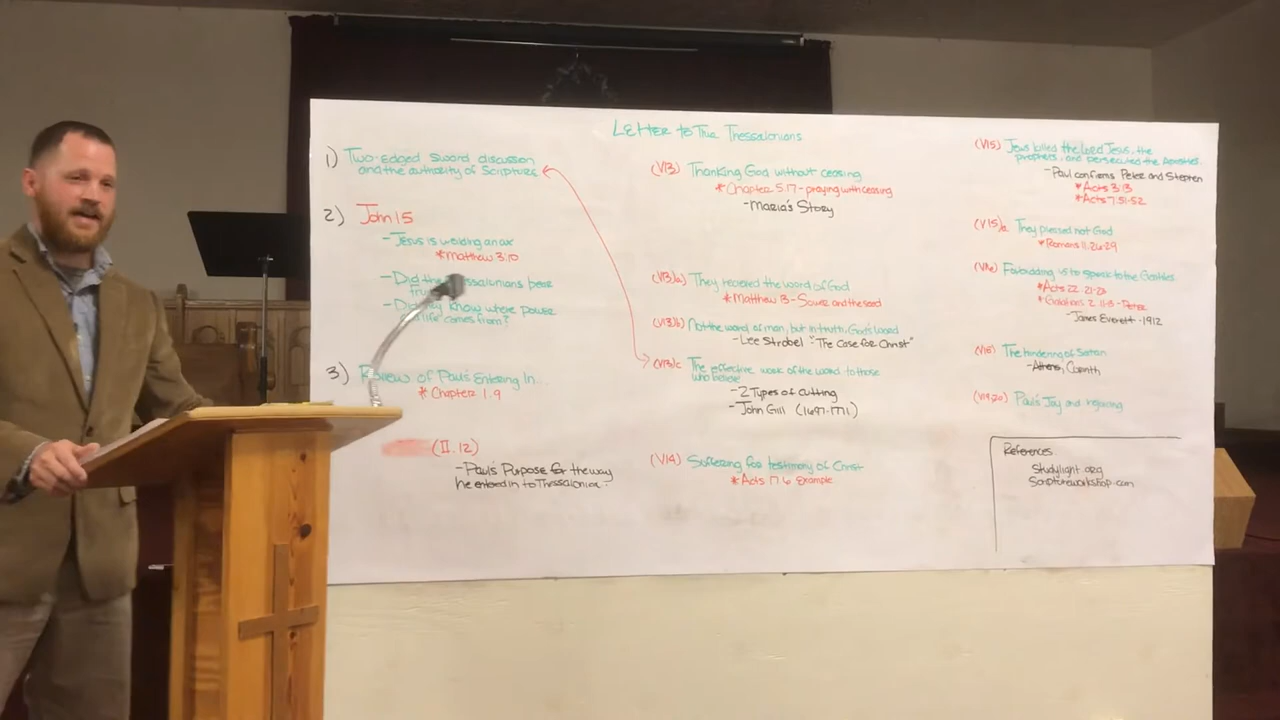 Letter to The Thessalonians
1) Two-edged sword discussion
and the authority of Scripture
2) John 15
- Jesus is wielding an ax
*Matthew 3:10
- Did the Thessalonians bear
- Did they know where power
life comes from?
3) Review of Paul's Entering In...
* Chapter 1.9
(II.12)
- Paul's Purpose for the way
he entered in to Thessalonica.
(V13) Thanking God without ceasing
* Chapter 5.17 - praying with ceasing
- Maria's Story
(V13)(a) They received the word of God
* Matthew 13 - Sower and the seed
(V13)(b) Not the word of man, but in truth, God's word
- Lee Strobel "The Case for Christ"
(V13)c The effective work of the word to those
who believe
- 2 Types of cutting
- John Gill (1697-1771)
(V14) Suffering for testimony of Christ
* Acts 17.6 Example
(V15) Jews killed the Lord Jesus, the
prophets, and persecuted the Apostles.
- Paul confirms Peter and Stephen
* Acts 3:13
* Acts 7.51-52
(V15)a They pleased not God
* Romans 11.26-29
Forbidding us to speak to the Gentiles
* Acts 22.21-23
* Galatians 2.11-13 - Peter
- James Everett - 1912
The hindering of Satan
- Athens, Corinth
(V19,20) Paul's Joy and rejoicing
References
Studylight.org
Scriptureworkshop.com